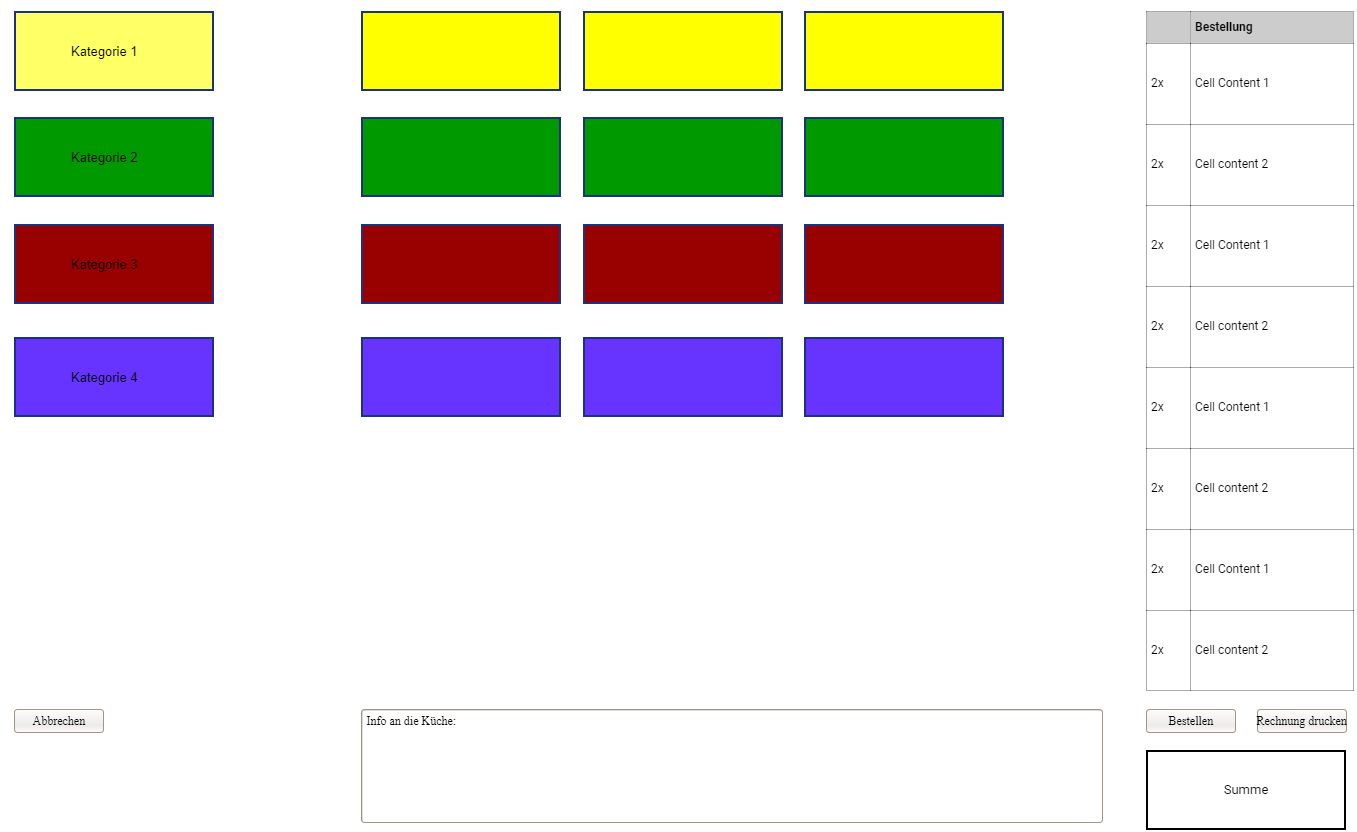 Kategorie 1
Kategorie 2
Kategorie 3
Kategorie 4
Bestellung
2x Cell Content 1
2x Cell content 2
2x Cell Content 1
2x Cell content 2
2x Cell Content 1
2x Cell content 2
2x Cell Content 1
2x Cell content 2
Abbrechen
Info an die Küche:
Bestellen
Rechnung drucken
Summe